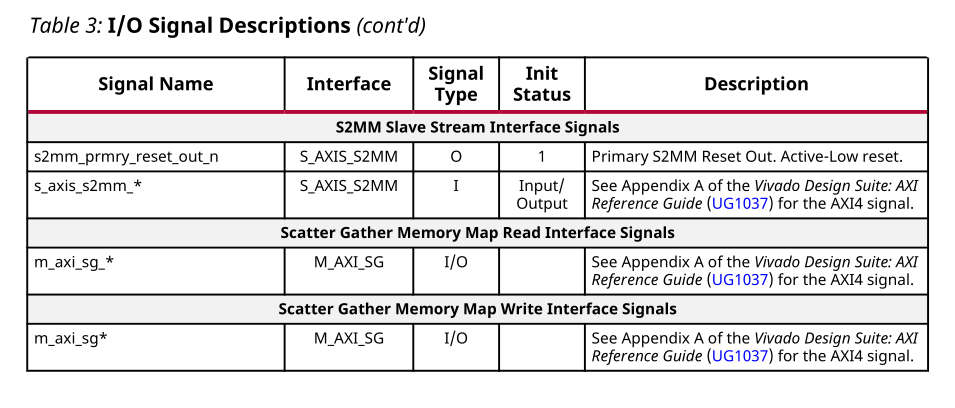 Table 3: I/O Signal Descriptions (cont'd)
Signal Name Interface Signal Type Init Status Description
S2MM Slave Stream Interface Signals
s2mm_prmry_reset_out_n S_AXIS_S2MM O 1 Primary S2MM Reset Out. Active-Low reset.
s_axis_s2mm_* S_AXIS_S2MM I Input/ See Appendix A of the Vivado Design Suite: AXI
Output Reference Guide (UG1037) for the AXI4 signal.
Scatter Gather Memory Map Read Interface Signals
m_axi_sg_* M_AXI_SG I/O See Appendix A of the Vivado Design Suite: AXI
Reference Guide (UG1037) for the AXI4 signal.
Scatter Gather Memory Map Write Interface Signals
m_axi_sg* M_AXI_SG I/O See Appendix A of the Vivado Design Suite: AXI
Reference Guide (UG1037) for the AXI4 signal.